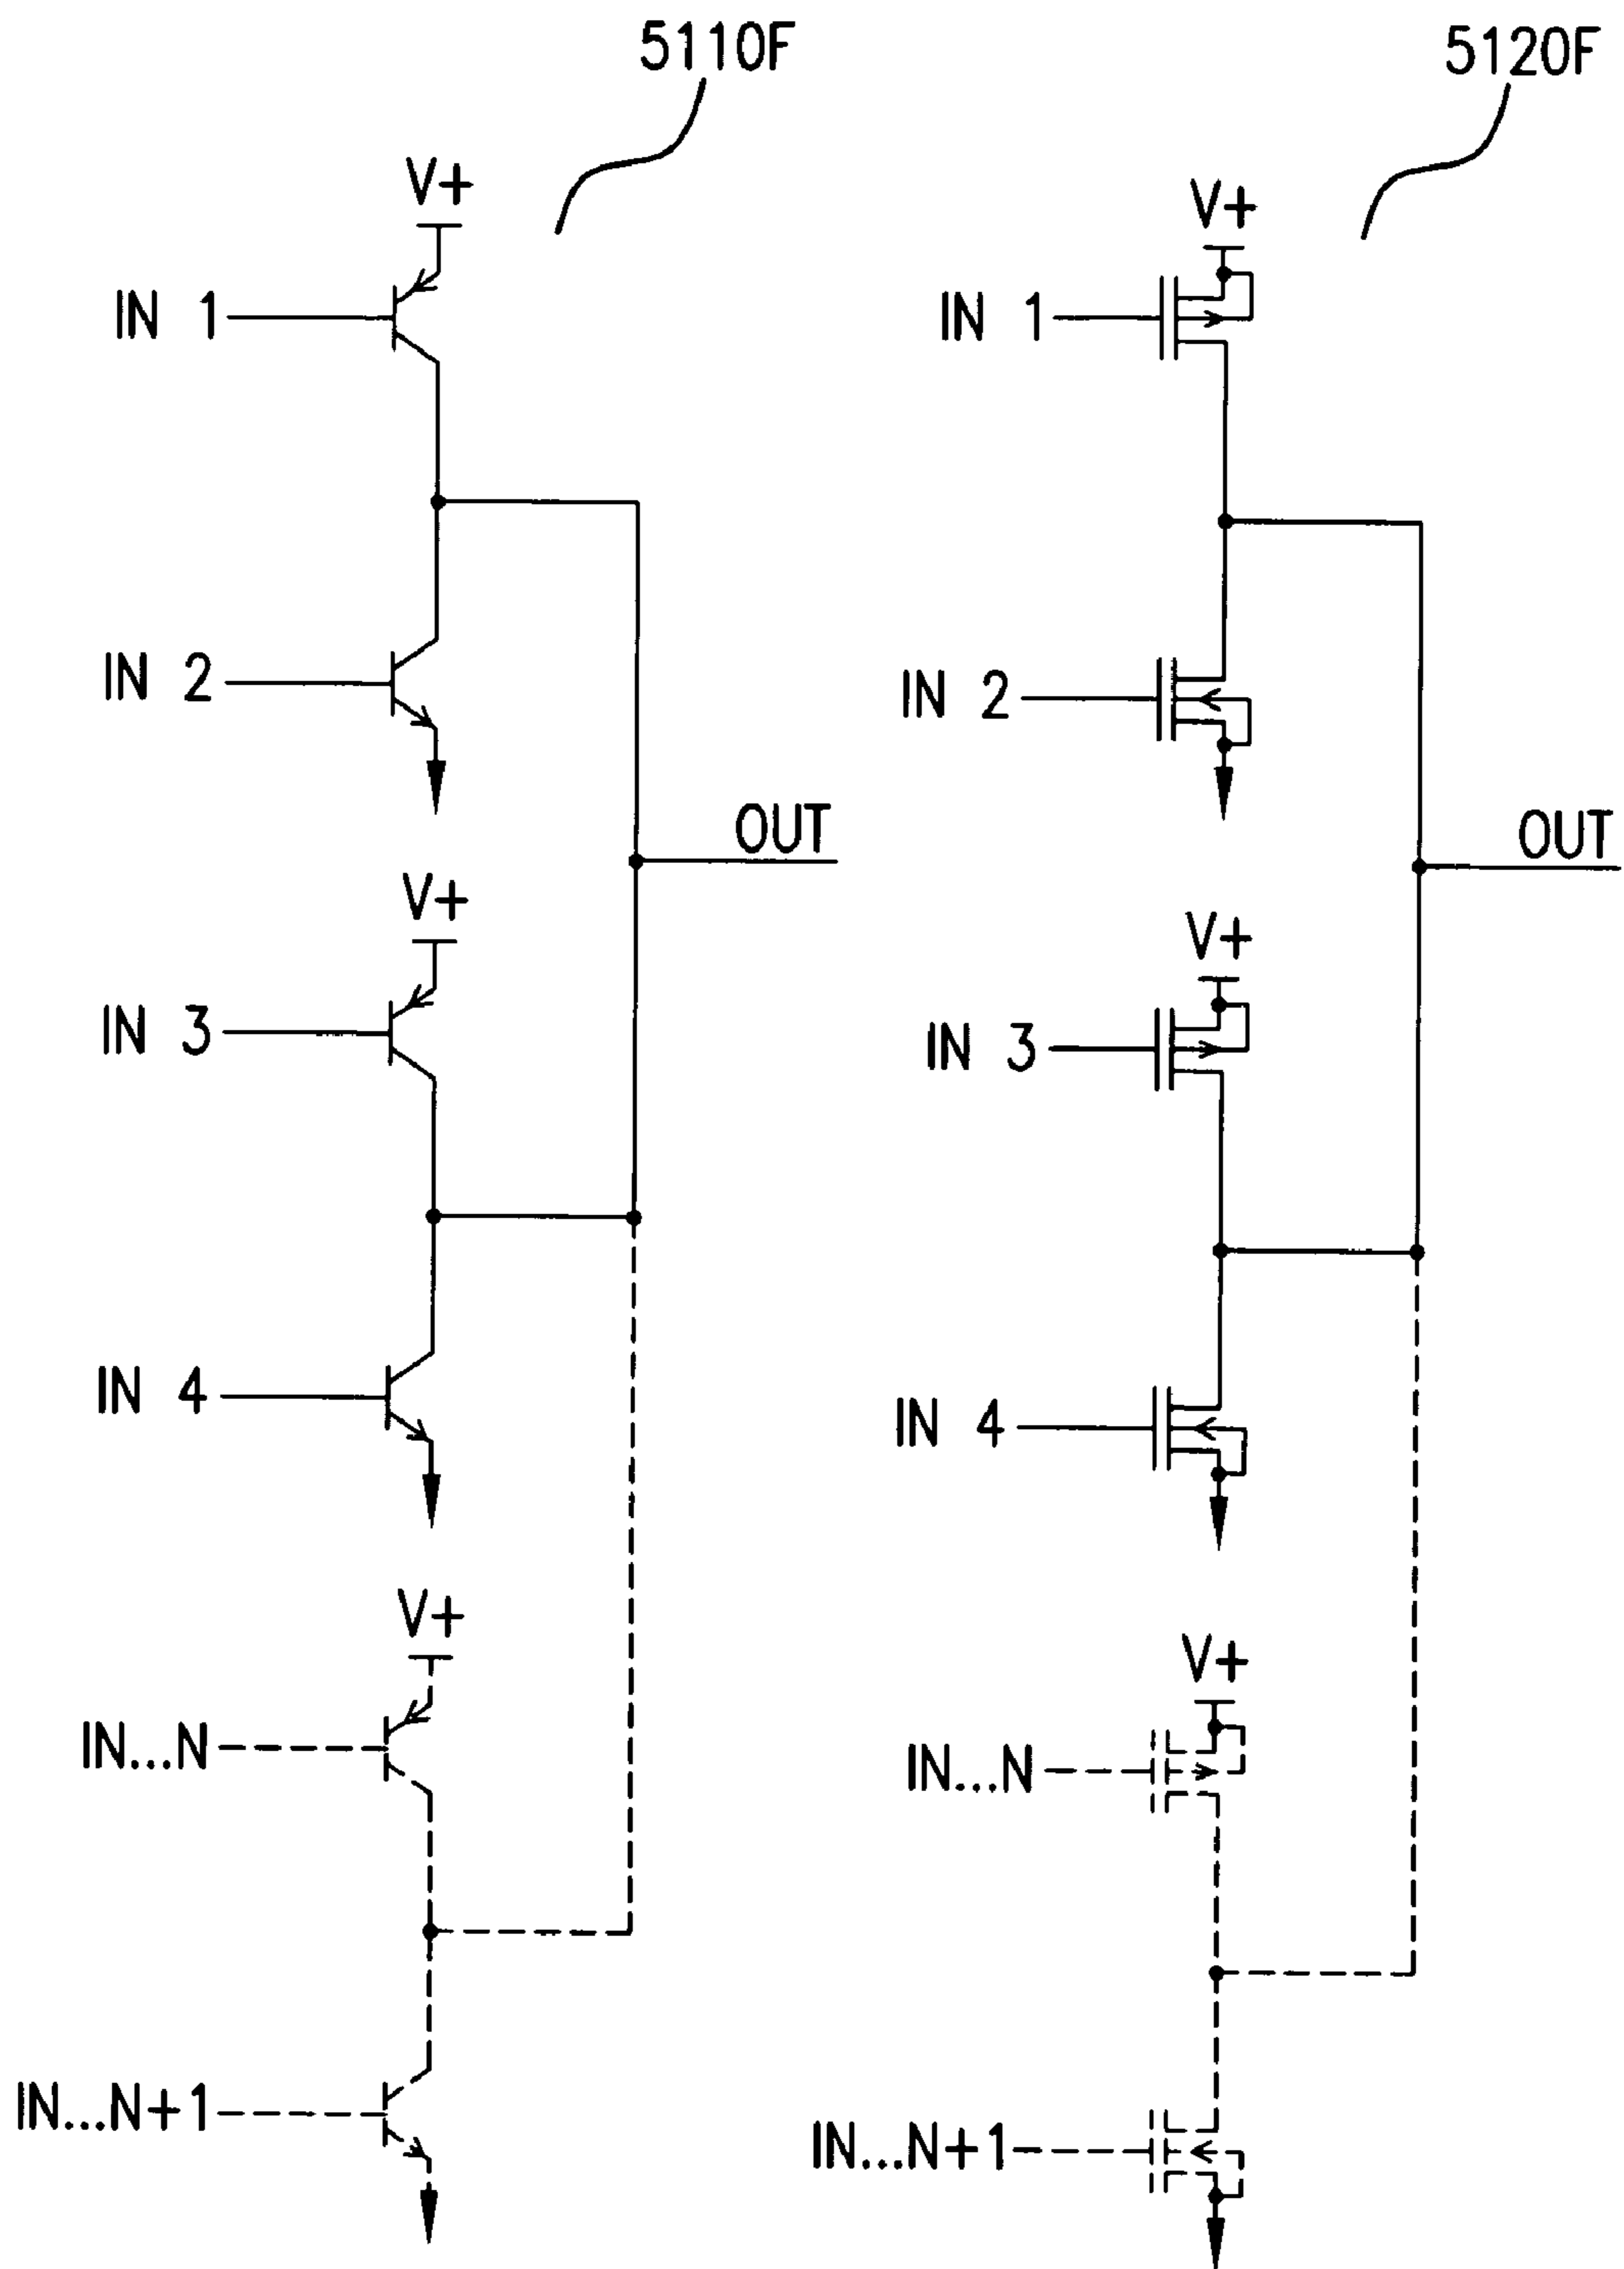 5110F
V+
IN 1
IN 2
OUT
V+
IN 3
IN 4
V+
IN...N
IN...N+1
5120F
V+
IN 1
IN 2
OUT
V+
IN 3
IN 4
V+
IN...N
IN...N+1